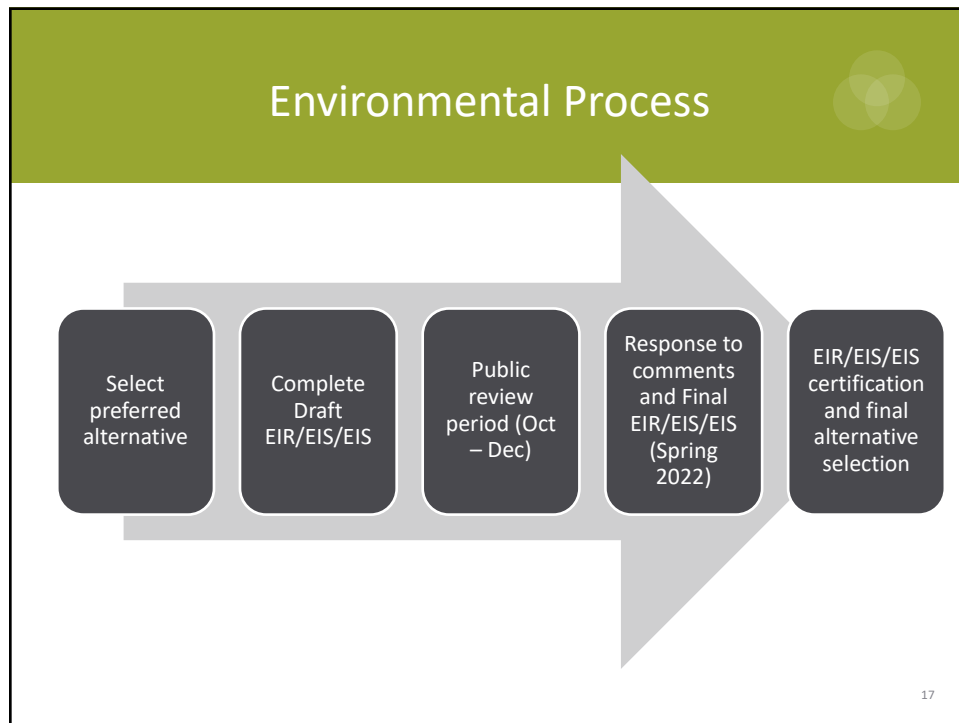 Environmental Process
Select
preferred
alternative
Complete
Draft
EIR/EIS/EIS
Public
review
period (Oct
– Dec)
Response to
comments
and Final
EIR/EIS/EIS
(Spring
2022)
EIR/EIS/EIS
certification
and final
alternative
selection
17